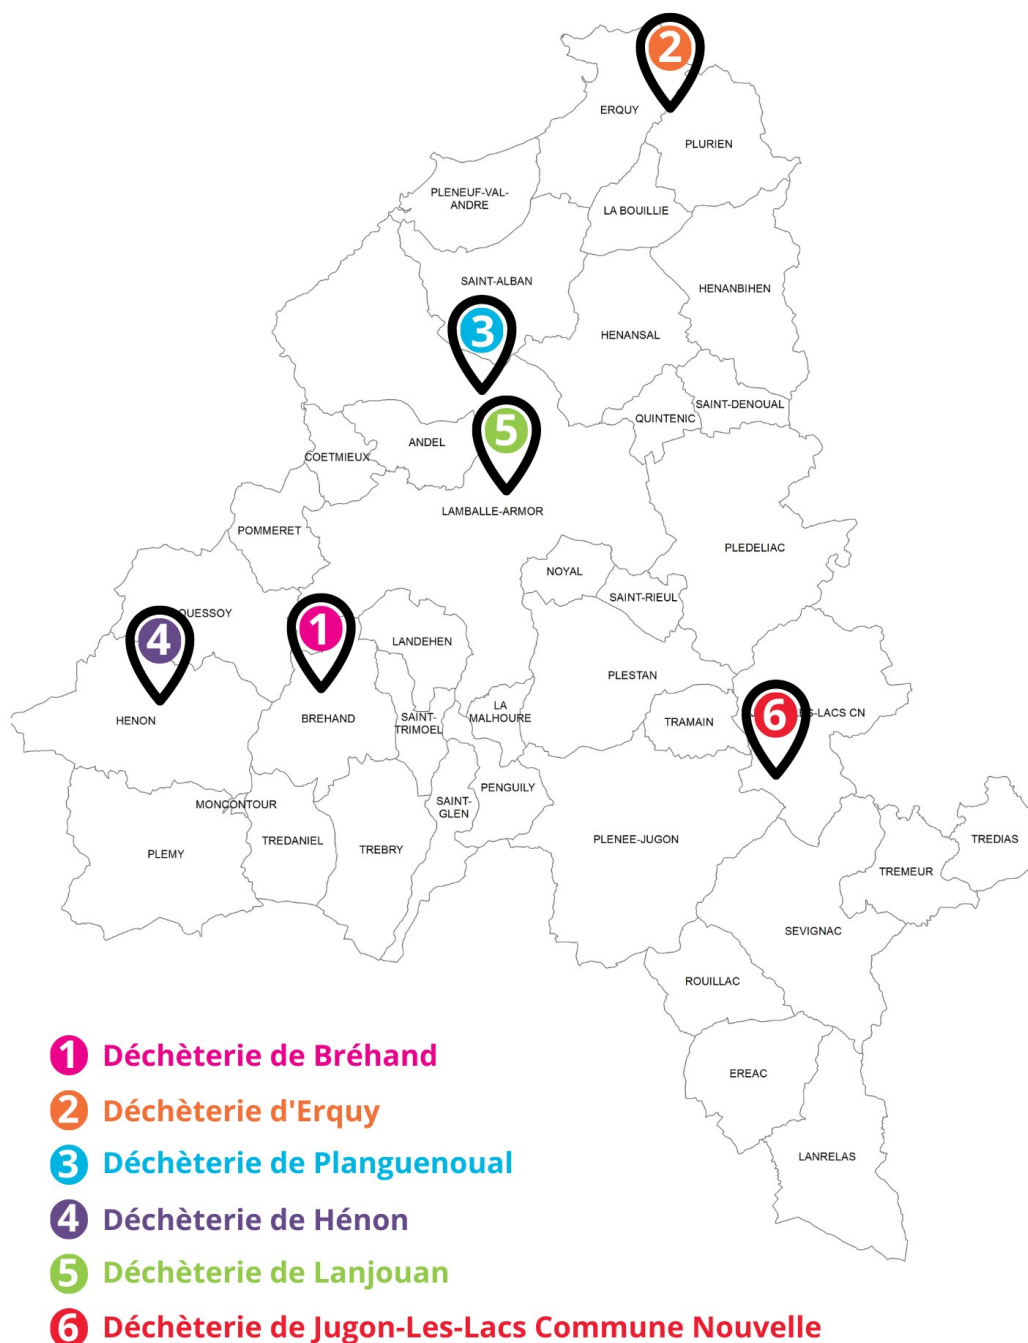 2
ERQUY
PLURIEN
PLENEUF-VAL-
ANDRE
LA BOUILLIE
SAINT-ALBAN
HENANBIHEN
3
HENANSAL
SAINT-DENOUAL
QUINTENIC
5
ANDEL
COETMIEUX
LAMBALLE-ARMOR
POMMERET
PLEDELIAC
NOYAL
SAINT-RIEUL
4
OUESSOY
1
LANDEHEN
PLESTAN
HENON
BREHAND
SAINT-
TRIMOEL
LA
MALHOURE
TRAMAIN
6
S-LACS CN
MONCONTOUR
SAINT-
GLEN
PENGUILY
PLEMY
TREDANIEL
TREBRY
PLENEE-JUGON
TREDIAS
TREMEUR
SEVIGNAC
ROUILLAC
EREAC
LANRELAS
1 Déchèterie de Bréhand
2 Déchèterie d'Erquy
3 Déchèterie de Planguenoual
4 Déchèterie de Hénon
5 Déchèterie de Lanjouan
6 Déchèterie de Jugon-Les-Lacs Commune Nouvelle